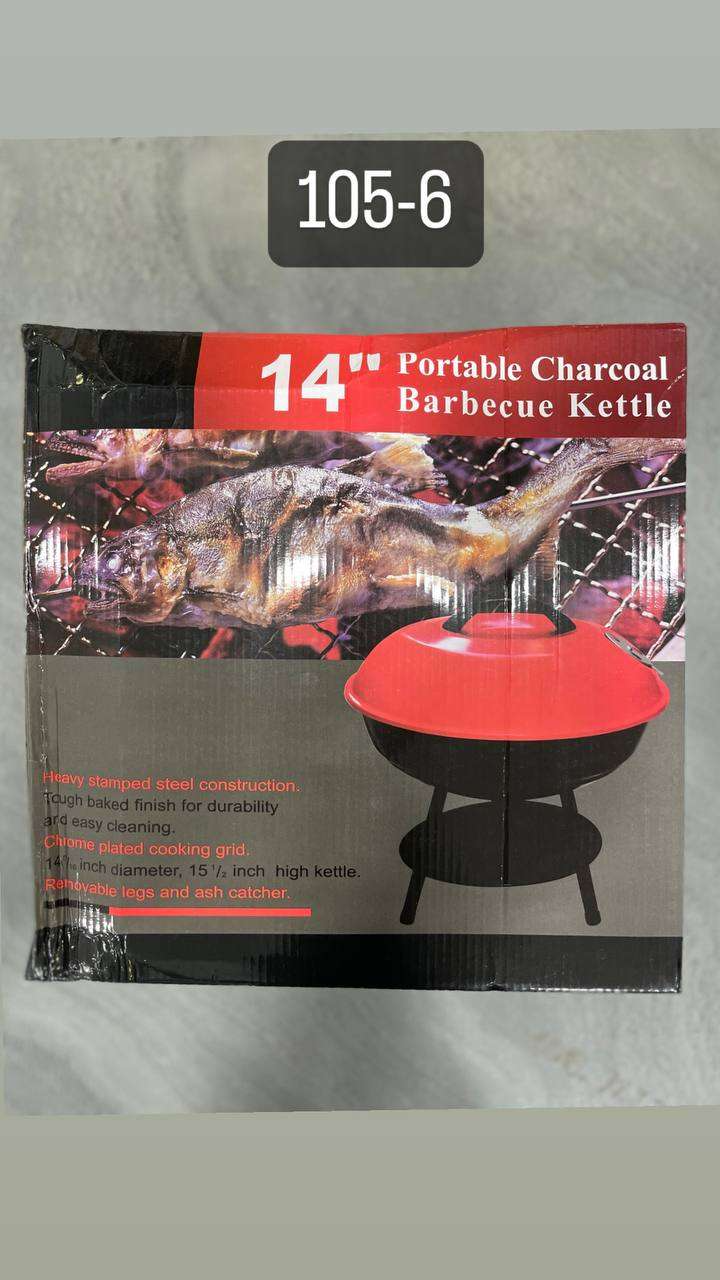 105-6
14" Portable Charcoal
Barbecue Kettle
Heavy stamped steel construction.
Tough baked finish for durability
and easy cleaning.
Chrome plated cooking grid.
inch diameter, 15 1/2 inch high kettle.
Removable legs and ash catcher.